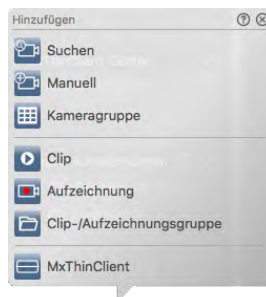 Hinzufügen
Suchen
Manuell
Kameragruppe
Clip
Aufzeichnung
Clip-/Aufzeichnungsgruppe
MxThinClient